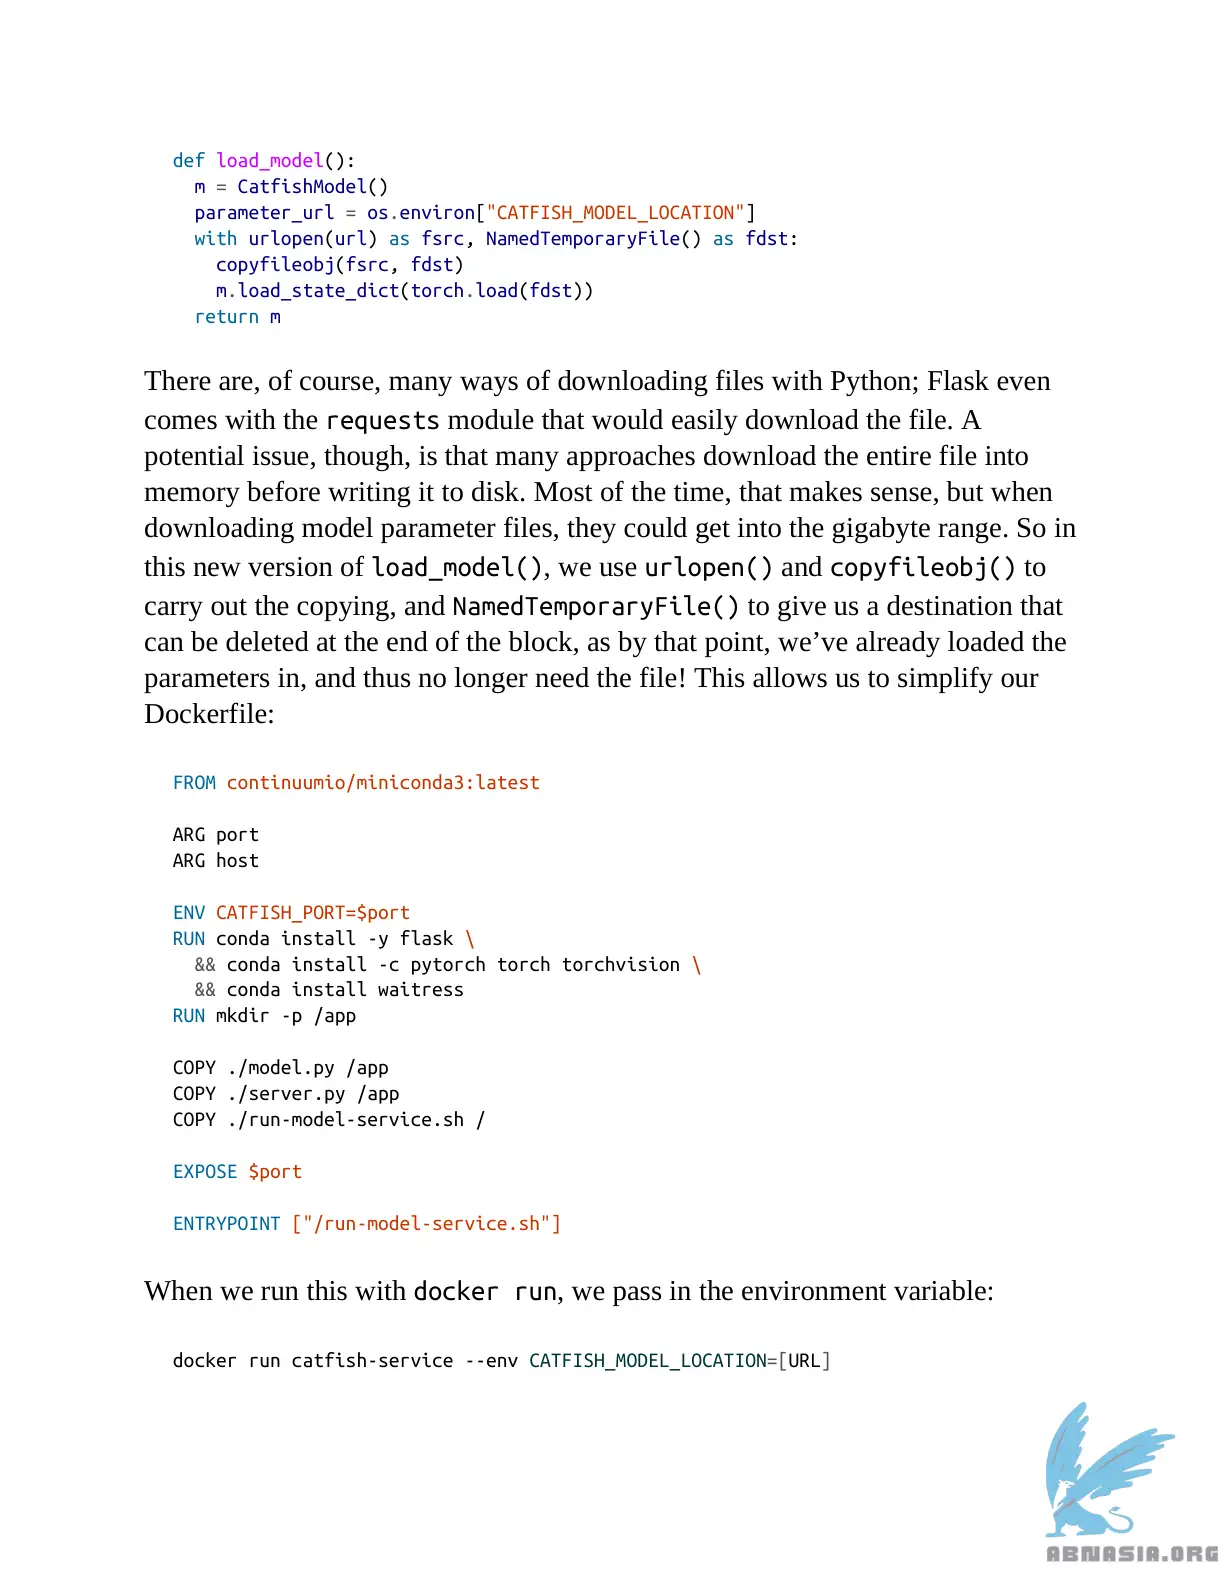 def load_model():
  m = CatfishModel()
  parameter_url = os.environ["CATFISH_MODEL_LOCATION"]
  with urlopen(url) as fsrc, NamedTemporaryFile() as fdst:
    copyfileobj(fsrc, fdst)
    m.load_state_dict(torch.load(fdst))
  return m
There are, of course, many ways of downloading files with Python; Flask even
comes with the requests module that would easily download the file. A
potential issue, though, is that many approaches download the entire file into
memory before writing it to disk. Most of the time, that makes sense, but when
downloading model parameter files, they could get into the gigabyte range. So in
this new version of load_model(), we use urlopen() and copyfileobj() to
carry out the copying, and NamedTemporaryFile() to give us a destination that
can be deleted at the end of the block, as by that point, we’ve already loaded the
parameters in, and thus no longer need the file! This allows us to simplify our
Dockerfile:
FROM continuumio/miniconda3:latest
ARG port
ARG host
ENV CATFISH_PORT=$port
RUN conda install -y flask \
  && conda install -c pytorch torch torchvision \
  && conda install waitress
RUN mkdir -p /app
COPY ./model.py /app
COPY ./server.py /app
COPY ./run-model-service.sh /
EXPOSE $port
ENTRYPOINT ["/run-model-service.sh"]
When we run this with docker run, we pass in the environment variable:
docker run catfish-service --env CATFISH_MODEL_LOCATION=[URL]
ABNASIA.ORG